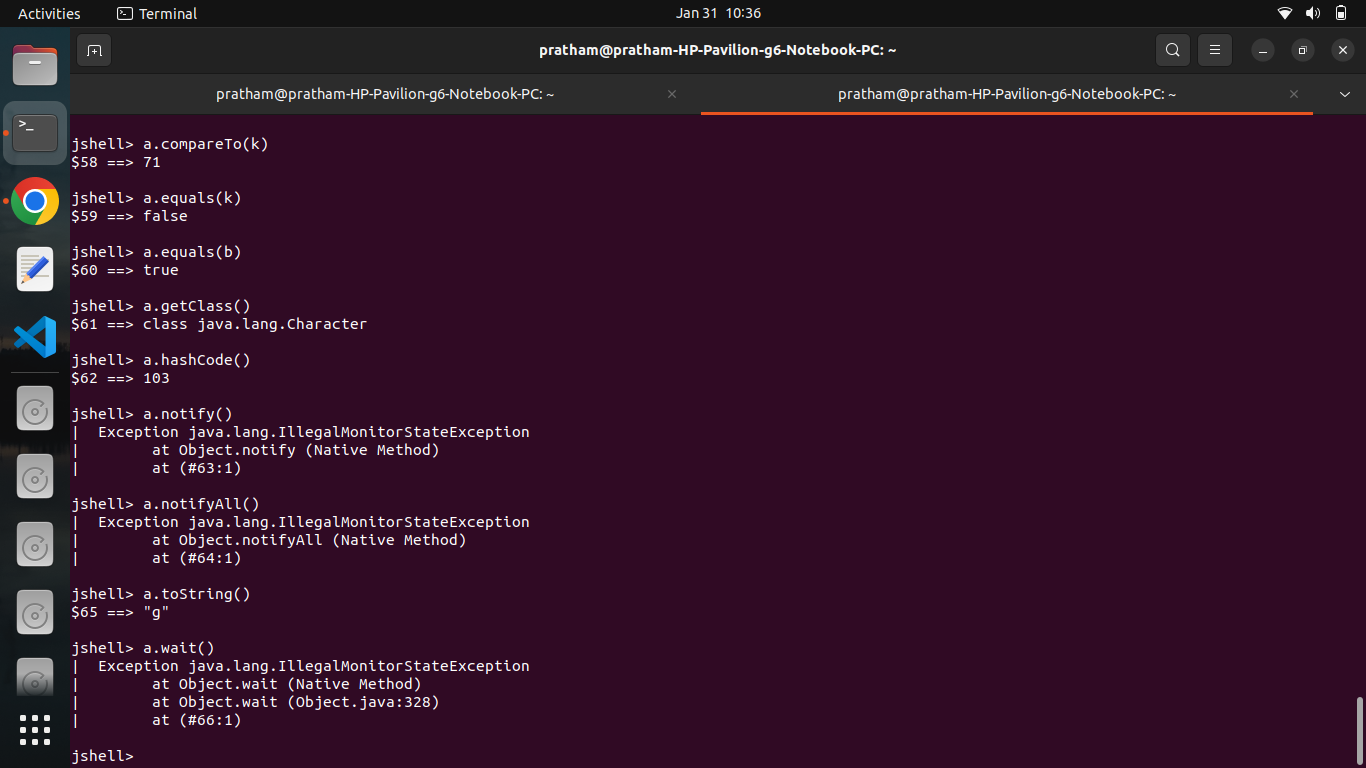 Activities
Terminal
Jan 31 10:36
pratham@pratham-HP-Pavilion-g6-Notebook-PC: ~
pratham@pratham-HP-Pavilion-g6-Notebook-PC: ~
pratham@pratham-HP-Pavilion-g6-Notebook-PC: ~
jshell> a.compareTo(k)
$58 ==> 71
jshell> a.equals(k)
$59 ==> false
jshell> a.equals(b)
$60 ==> true
jshell> a.getClass()
$61 ==> class java.lang.Character
jshell> a.hashCode()
$62 ==> 103
jshell> a.notify()
|  Exception java.lang.IllegalMonitorStateException
|        at Object.notify (Native Method)
|        at (#63:1)
jshell> a.notifyAll()
|  Exception java.lang.IllegalMonitorStateException
|        at Object.notifyAll (Native Method)
|        at (#64:1)
jshell> a.toString()
$65 ==> "g"
jshell> a.wait()
|  Exception java.lang.IllegalMonitorStateException
|        at Object.wait (Native Method)
|        at Object.wait (Object.java:328)
|        at (#66:1)
jshell>